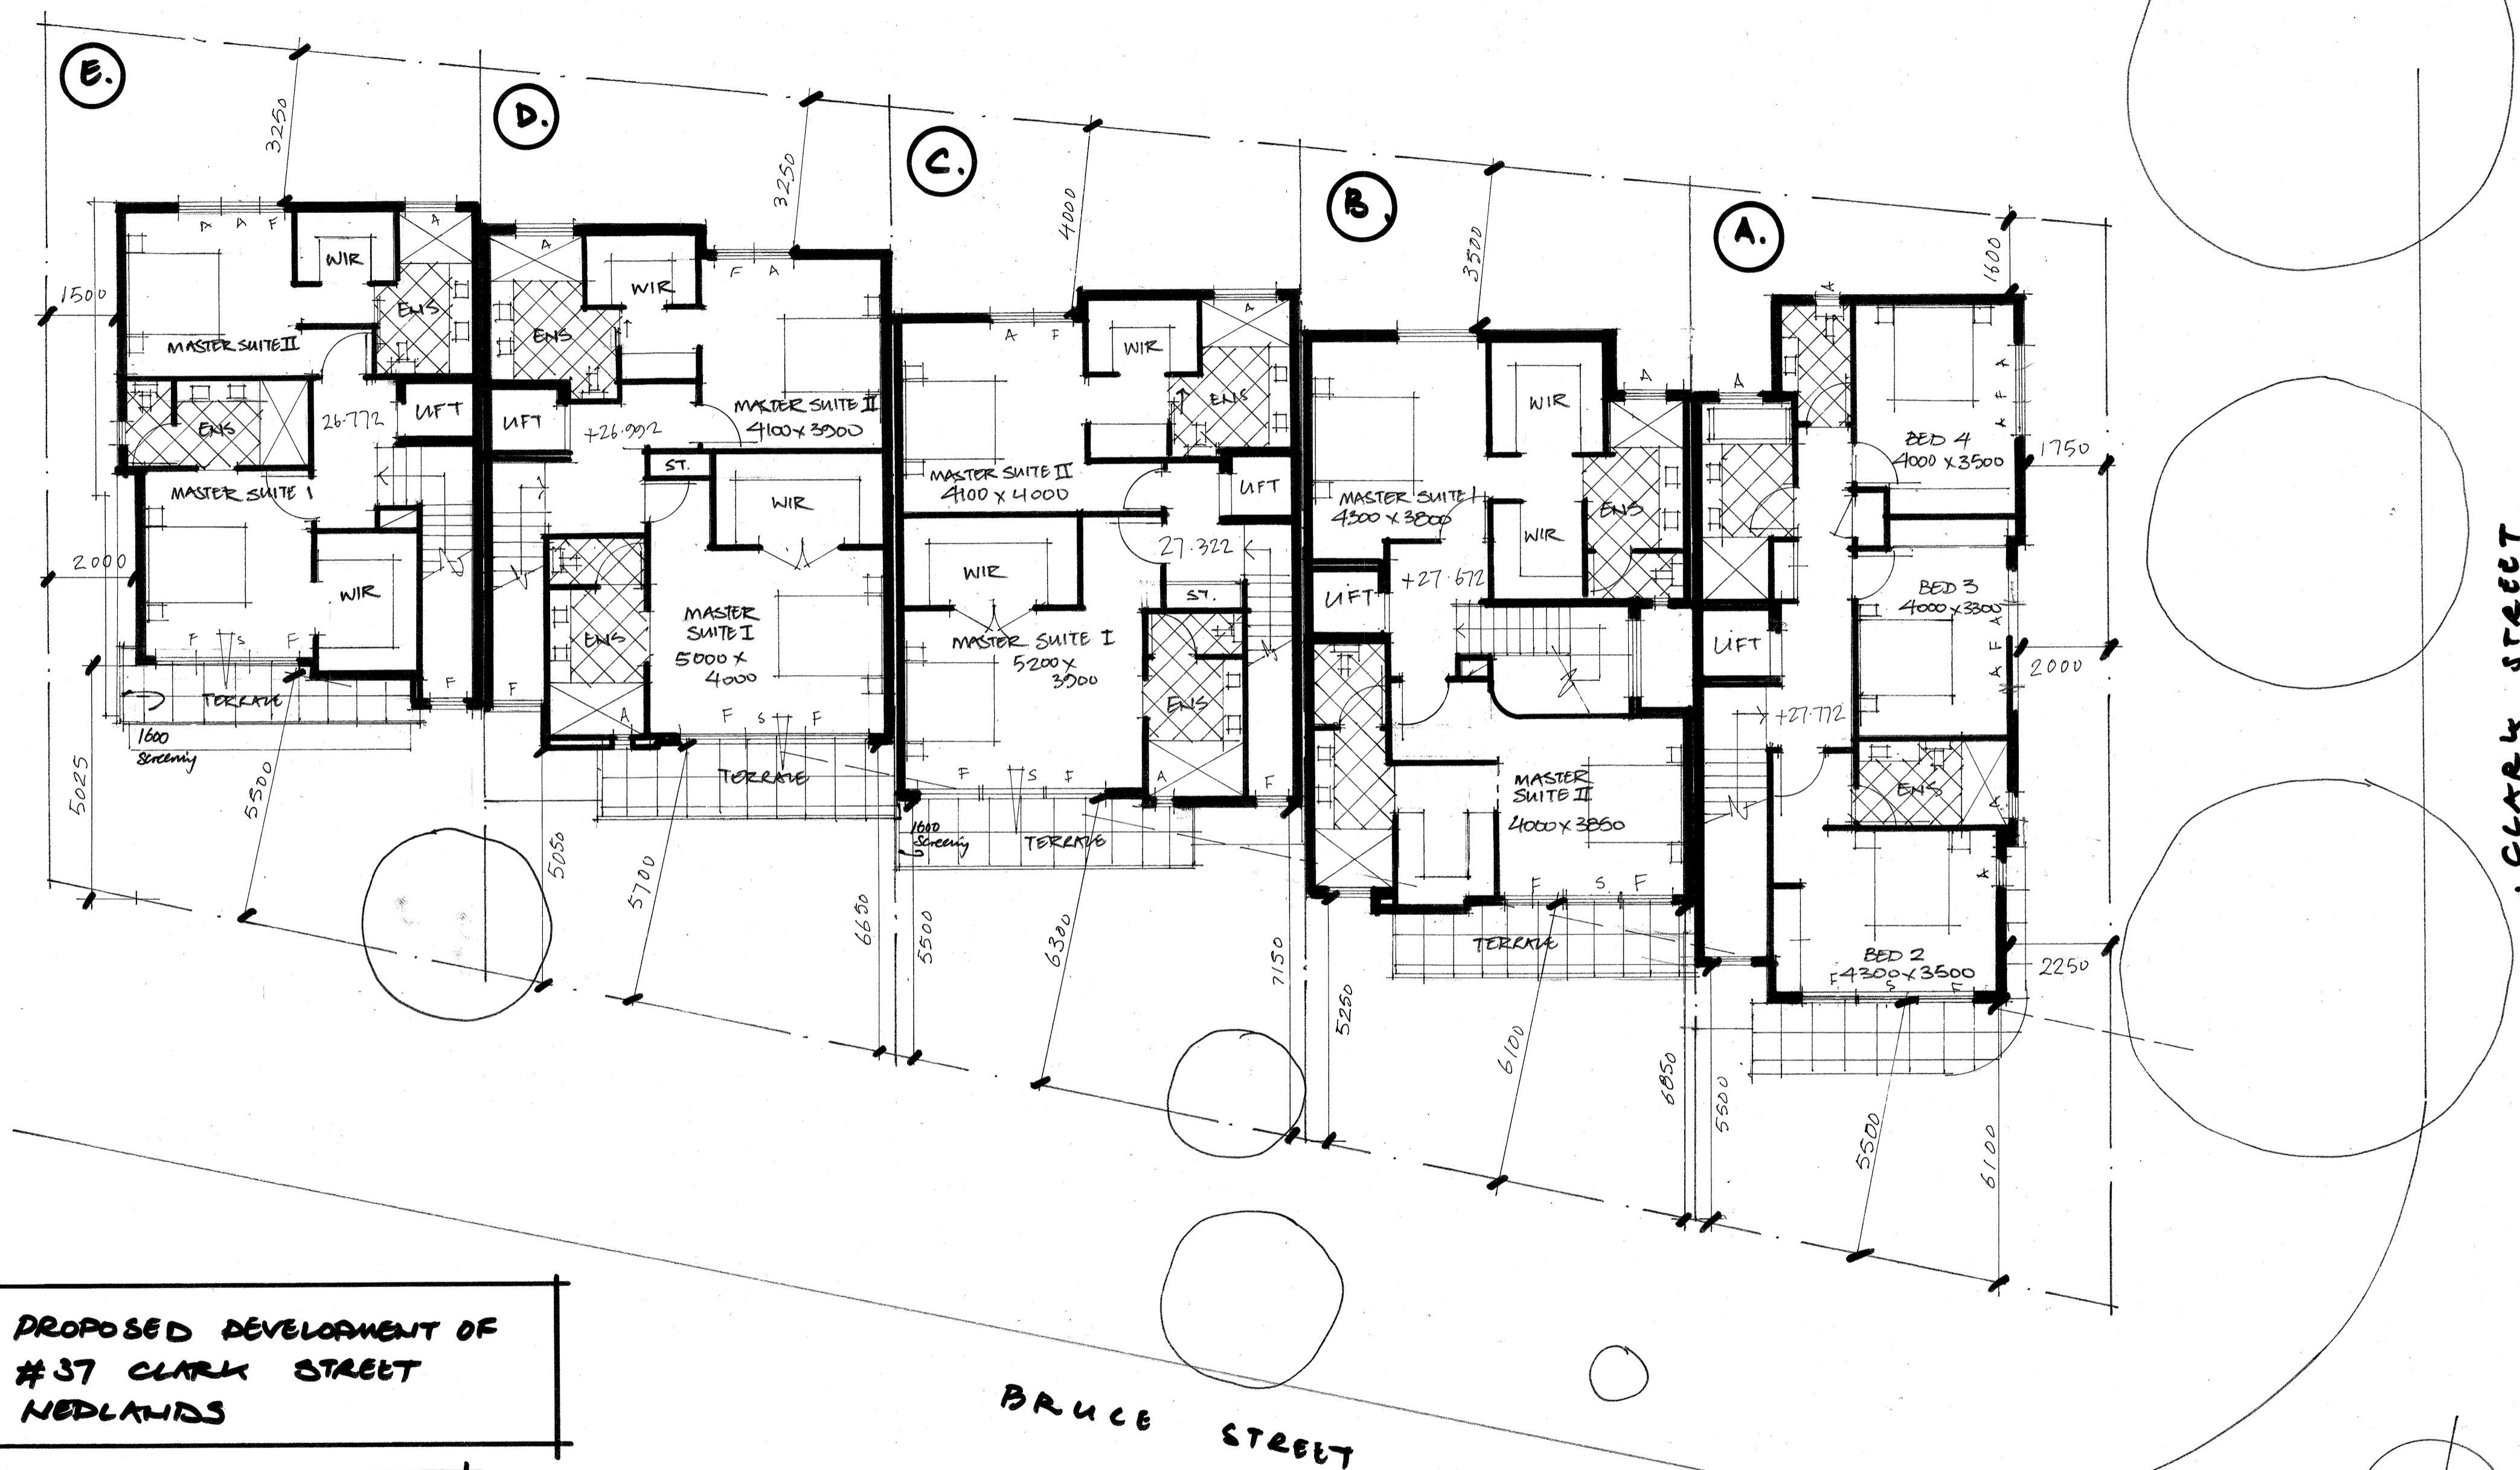 E.
3250
1500
A A F
WIR
A
ENS
MASTER SUITE II
ENS
26.772
LIFT
MASTER SUITE I
2000
WIR
F S F
F
TERRACE
1600
Screening
5025
5500
D.
3250
A
WIR
F A
ENS
LIFT
+26.992
MASTER SUITE II
4100 X 3900
ST.
WIR
ENS
MASTER
SUITE I
5000 X
4000
F
A
F S F
TERRACE
5050
5700
6650
C.
4000
A F
WIR
A
ENS
MASTER SUITE II
4100 X 4000
LIFT
WIR
27.322
ST.
MASTER SUITE I
5200 X
3900
ENS
F S F
A
F
1600
Screening
TERRACE
5500
6300
7150
B
3500
WIR
A
MASTER SUITE I
4300 X 3800
WIR
ENS
LIFT
+27.672
MASTER
SUITE II
4000 X 3850
F S F
TERRACE
5250
6100
6850
A.
1600
A
A
BED 4
4000 X 3500
A F A
1750
BED 3
4000 X 3300
A F A
2000
LIFT
+27.772
ENS
A
A
BED 2
4300 X 3500
F S F
2250
5500
5500
6100
CLARK STREET
PROPOSED DEVELOPMENT OF
#37 CLARK STREET
NEDLANDS
BRUCE STREET